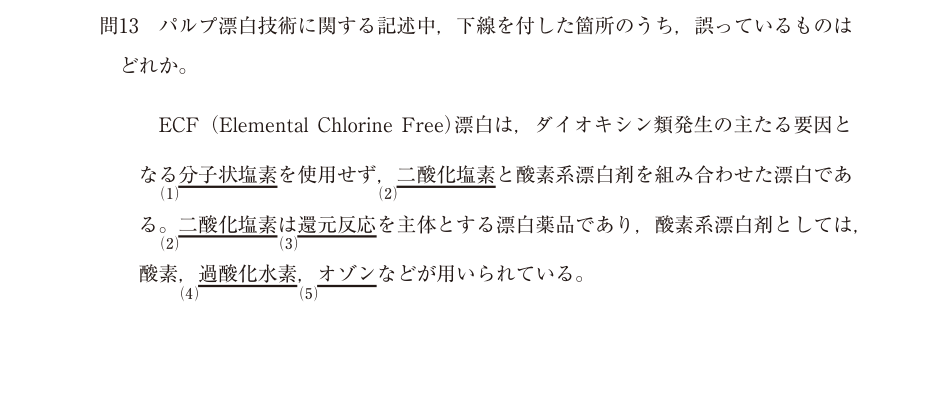 問13 パルプ漂白技術に関する記述中，下線を付した箇所のうち，誤っているものは
どれか。
ECF（Elemental Chlorine Free）漂白は，ダイオキシン類発生の主たる要因と
なる(1)分子状塩素を使用せず，(2)二酸化塩素と酸素系漂白剤を組み合わせた漂白であ
る。(2)二酸化塩素は(3)還元反応を主体とする漂白薬品であり，酸素系漂白剤としては，
酸素，(4)過酸化水素，(5)オゾンなどが用いられている。